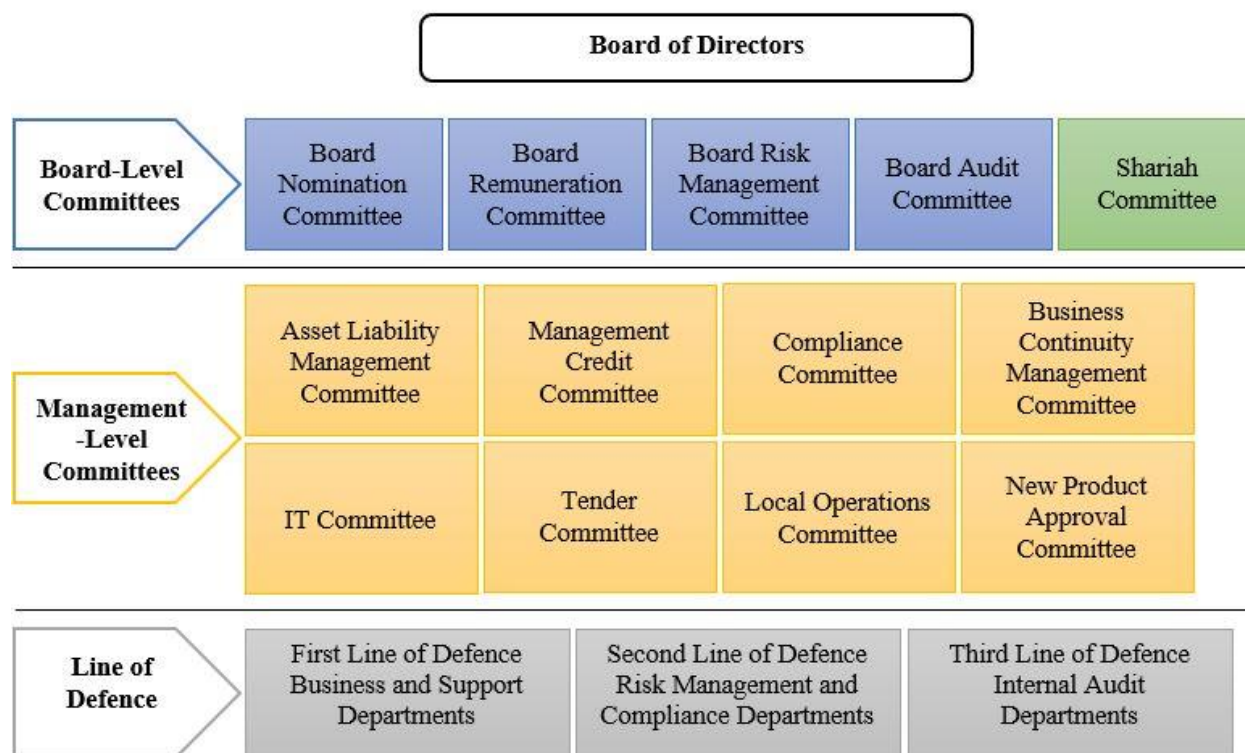 Board of Directors
Board-Level
Committees
Board
Nomination
Committee
Board
Remuneration
Committee
Board Risk
Management
Committee
Board Audit
Committee
Shariah
Committee
Management
-Level
Committees
Asset Liability
Management
Committee
Management
Credit
Committee
Compliance
Committee
Business
Continuity
Management
Committee
IT Committee
Tender
Committee
Local Operations
Committee
New Product
Approval
Committee
Line of
Defence
First Line of Defence
Business and Support
Departments
Second Line of Defence
Risk Management and
Compliance Departments
Third Line of Defence
Internal Audit
Departments